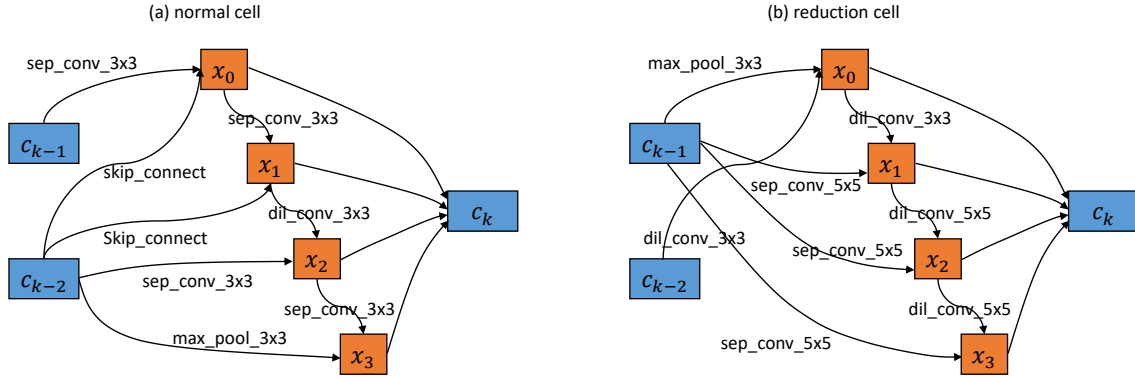 (a) normal cell
sep_conv_3x3
x₀
sep_conv_3x3
cₖ₋₁
x₁
skip_connect
cₖ
dil_conv_3x3
Skip_connect
x₂
cₖ₋₂
sep_conv_3x3
sep_conv_3x3
max_pool_3x3
x₃
(b) reduction cell
max_pool_3x3
x₀
dil_conv_3x3
cₖ₋₁
x₁
sep_conv_5x5
cₖ
dil_conv_5x5
dil_conv_3x3
sep_conv_5x5
x₂
cₖ₋₂
dil_conv_5x5
sep_conv_5x5
x₃